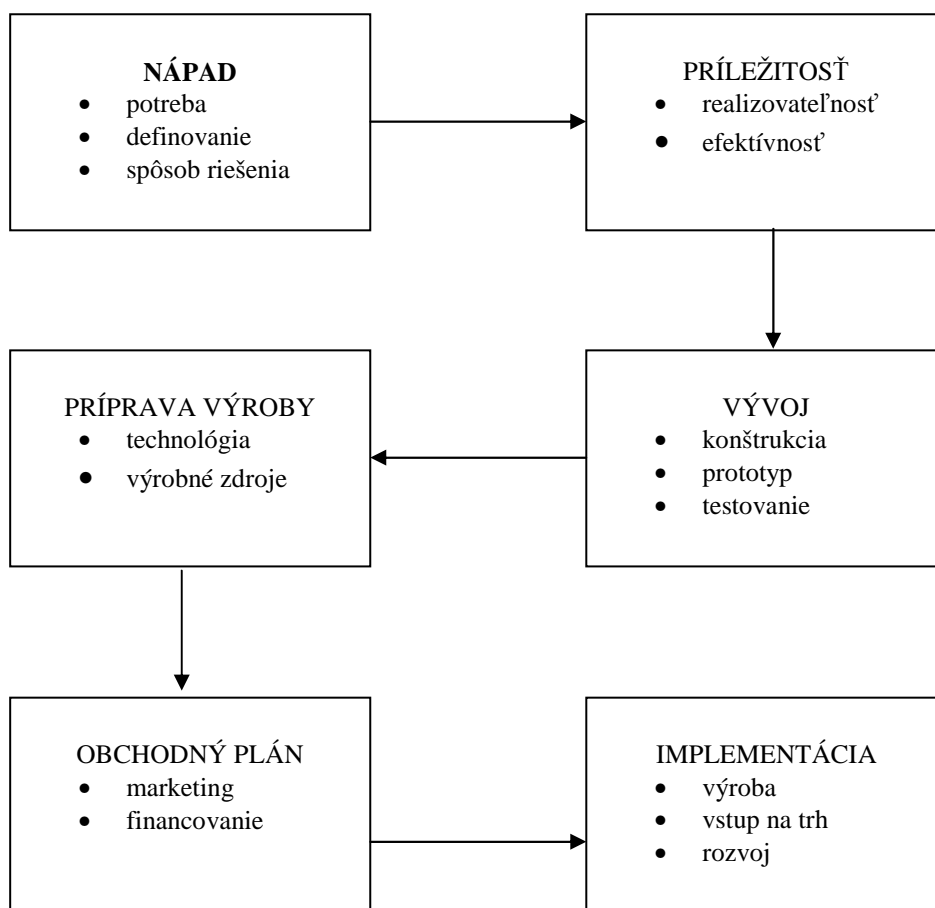 NÁPAD
• potreba
• definovanie
• spôsob riešenia
PRÍLEŽITOSŤ
• realizovateľnosť
• efektívnosť
VÝVOJ
• konštrukcia
• prototyp
• testovanie
PRÍPRAVA VÝROBY
• technológia
• výrobné zdroje
OBCHODNÝ PLÁN
• marketing
• financovanie
IMPLEMENTÁCIA
• výroba
• vstup na trh
• rozvoj